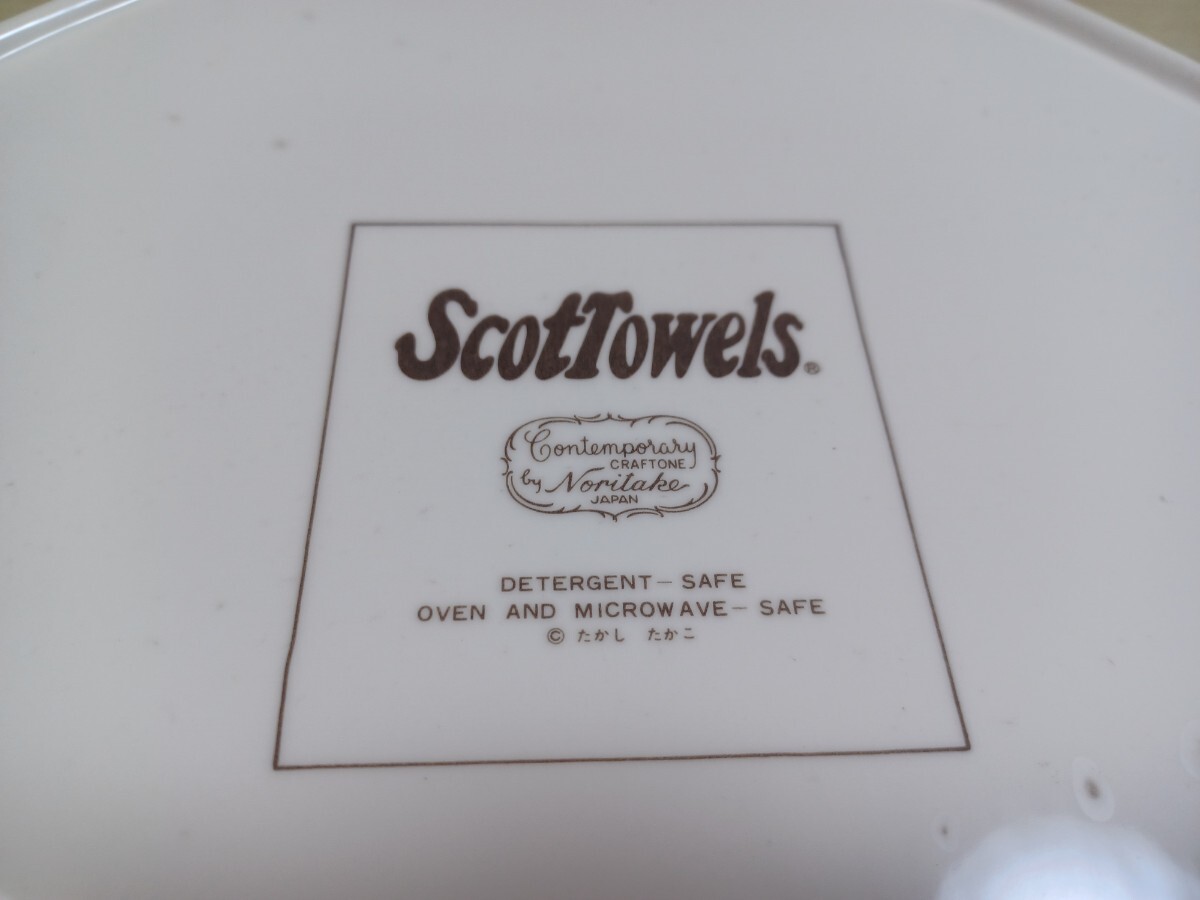 ScotTowels®
Contemporary
CRAFTONE
by Noritake
JAPAN
DETERGENT – SAFE
OVEN AND MICROWAVE – SAFE
© たかし たかこ